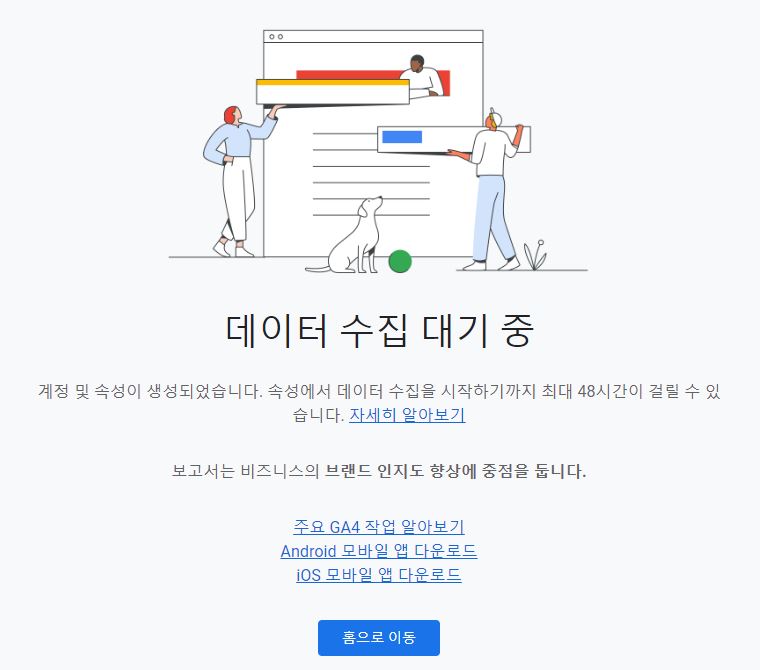 데이터 수집 대기 중
계정 및 속성이 생성되었습니다. 속성에서 데이터 수집을 시작하기까지 최대 48시간이 걸릴 수 있
습니다. 자세히 알아보기
보고서는 비즈니스의 브랜드 인지도 향상에 중점을 둡니다.
주요 GA4 작업 알아보기
Android 모바일 앱 다운로드
iOS 모바일 앱 다운로드
홈으로 이동